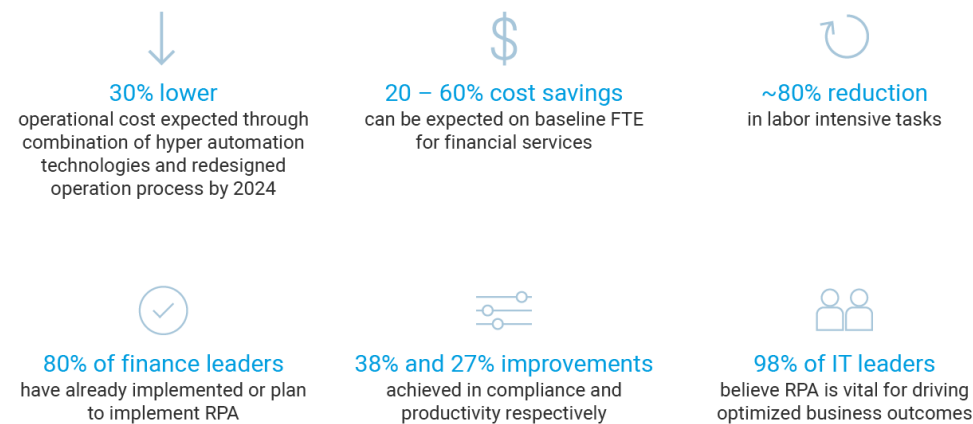 30% lower
operational cost expected through
combination of hyper automation
technologies and redesigned
operation process by 2024
20 – 60% cost savings
can be expected on baseline FTE
for financial services
~80% reduction
in labor intensive tasks
80% of finance leaders
have already implemented or plan
to implement RPA
38% and 27% improvements
achieved in compliance and
productivity respectively
98% of IT leaders
believe RPA is vital for driving
optimized business outcomes